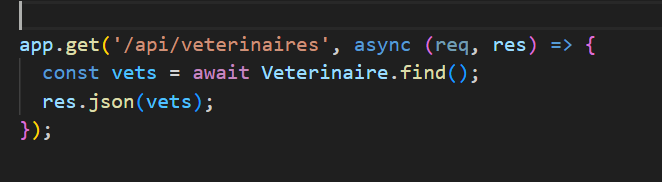 app.get('/api/veterinaires', async (req, res) => {
  const vets = await Veterinaire.find();
  res.json(vets);
});